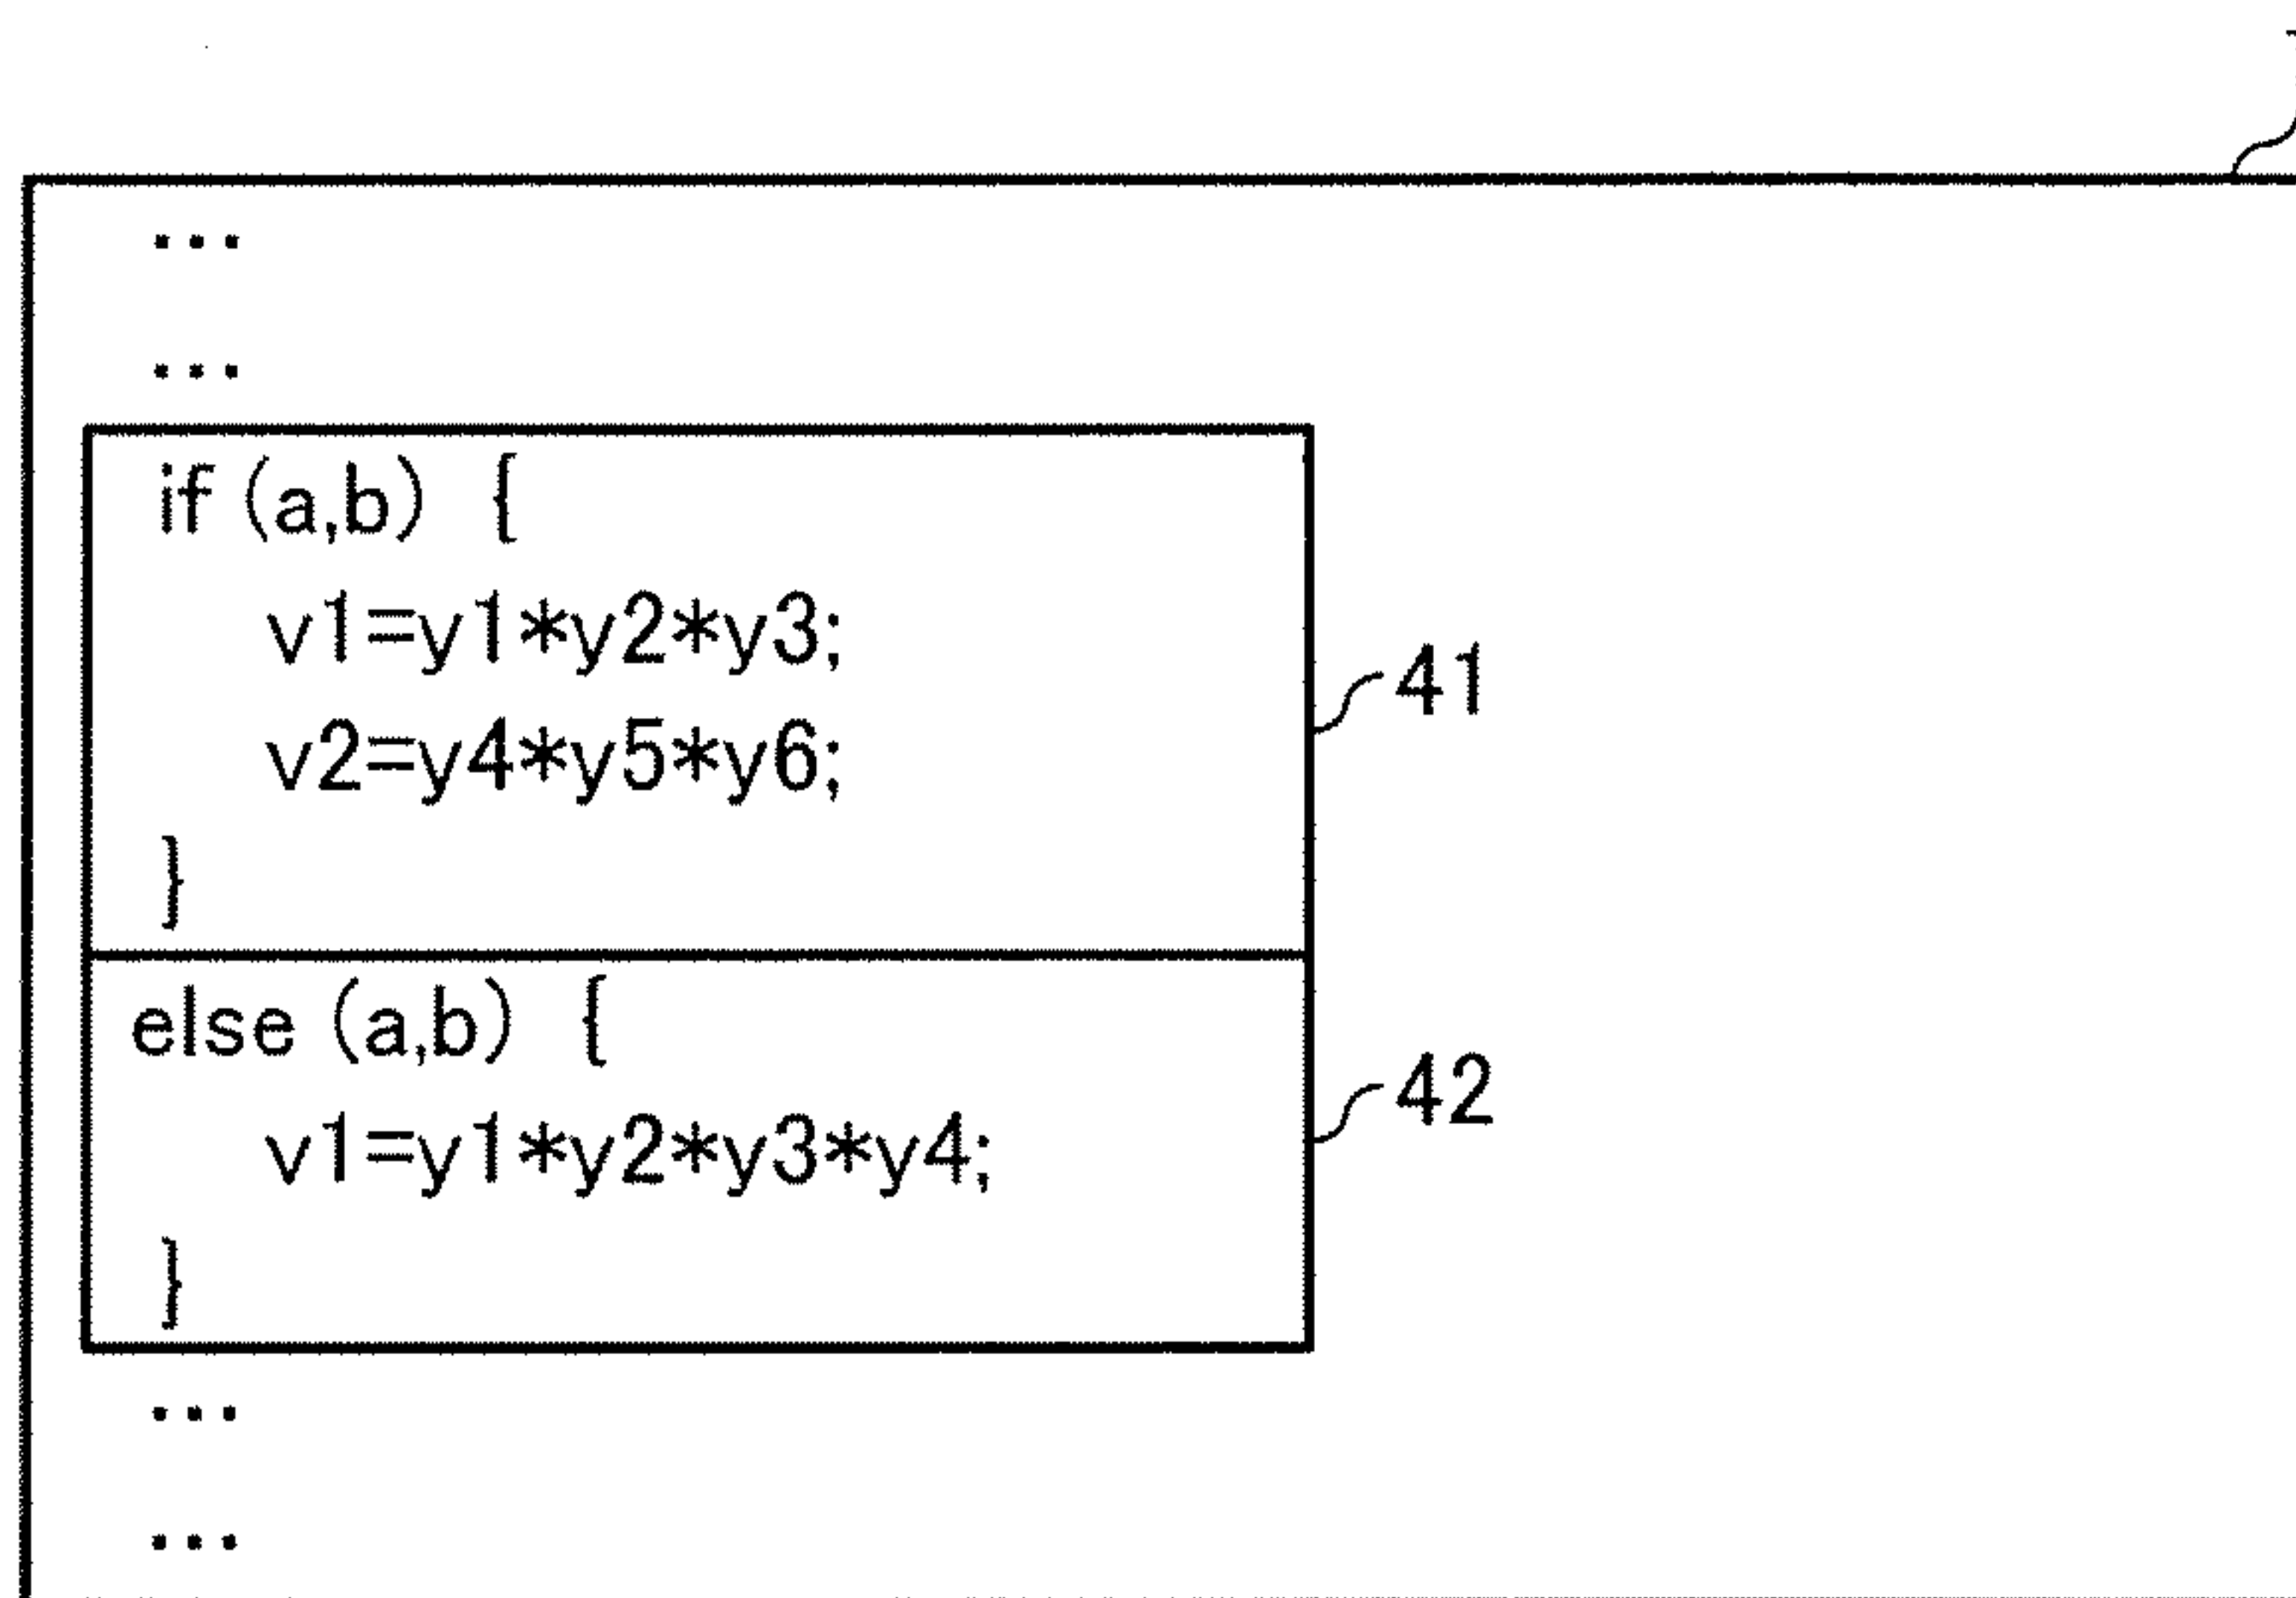 ...
...
if (a,b) {
v1=y1*y2*y3;
v2=y4*y5*y6;
}
41
else (a,b) {
v1=y1*y2*y3*y4;
}
42
...
...